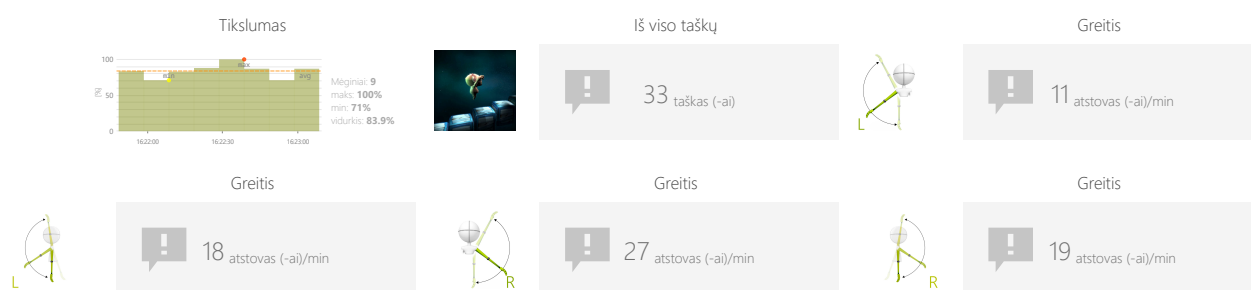 Tikslumas
100
50
0
[%]
min
max
avg
16:22:00
16:22:30
16:23:00
Mėginiai: 9
maks: 100%
min: 71%
vidurkis: 83.9%
Iš viso taškų
33 taškas (-ai)
Greitis
L
11 atstovas (-ai)/min
Greitis
L
18 atstovas (-ai)/min
Greitis
R
27 atstovas (-ai)/min
Greitis
R
19 atstovas (-ai)/min